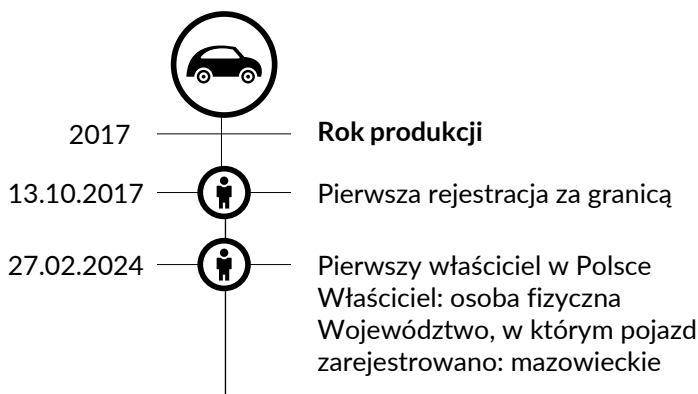 2017 Rok produkcji
13.10.2017 Pierwsza rejestracja za granicą
27.02.2024 Pierwszy właściciel w Polsce
Właściciel: osoba fizyczna
Województwo, w którym pojazd
zarejestrowano: mazowieckie